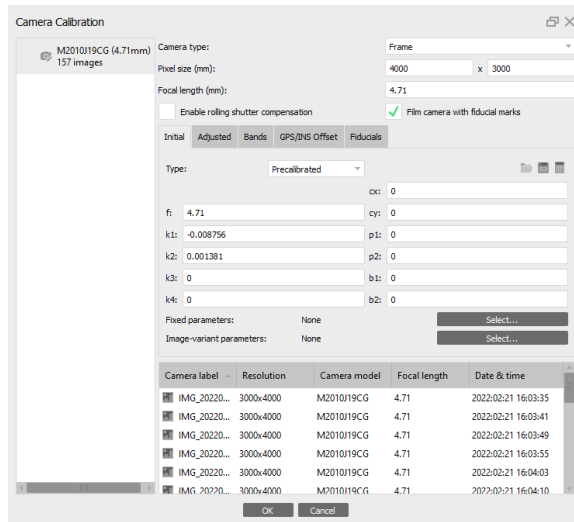 Camera Calibration
M2010J19CG (4.71mm)
157 images
Camera type: Frame
Pixel size (mm): 4000 x 3000
Focal length (mm): 4.71
Enable rolling shutter compensation Film camera with fiducial marks
Initial Adjusted Bands GPS/INS Offset Fiducials
Type: Precalibrated
cx: 0
f: 4.71 cy: 0
k1: -0.008756 p1: 0
k2: 0.001381 p2: 0
k3: 0 b1: 0
k4: 0 b2: 0
Fixed parameters: None Select...
Image-variant parameters: None Select...
Camera label Resolution Camera model Focal length Date & time
IMG_20220... 3000x4000 M2010J19CG 4.71 2022:02:21 16:03:35
IMG_20220... 3000x4000 M2010J19CG 4.71 2022:02:21 16:03:41
IMG_20220... 3000x4000 M2010J19CG 4.71 2022:02:21 16:03:49
IMG_20220... 3000x4000 M2010J19CG 4.71 2022:02:21 16:03:55
IMG_20220... 3000x4000 M2010J19CG 4.71 2022:02:21 16:04:03
IMG_20220... 3000x4000 M2010J19CG 4.71 2022:02:21 16:04:10
OK Cancel